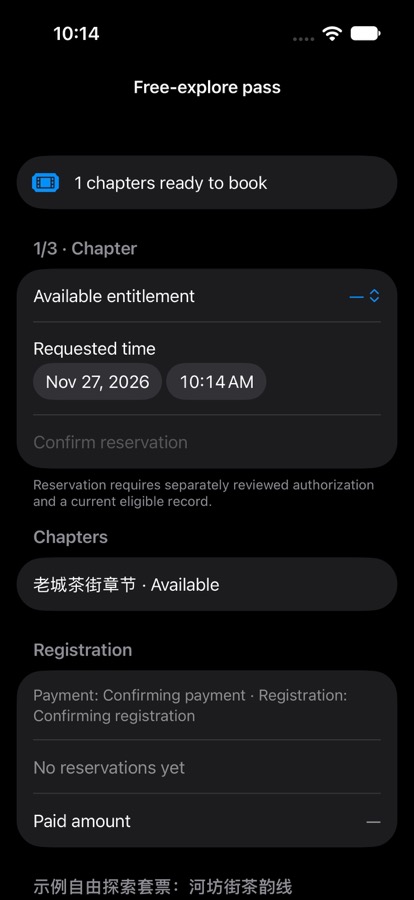 10:14
Free-explore pass
1 chapters ready to book
1/3 · Chapter
Available entitlement —
Requested time
Nov 27, 2026 10:14 AM
Confirm reservation
Reservation requires separately reviewed authorization
and a current eligible record.
Chapters
老城茶街章节 · Available
Registration
Payment: Confirming payment · Registration:
Confirming registration
No reservations yet
Paid amount —
示例自由探索套票：河坊街茶韵线